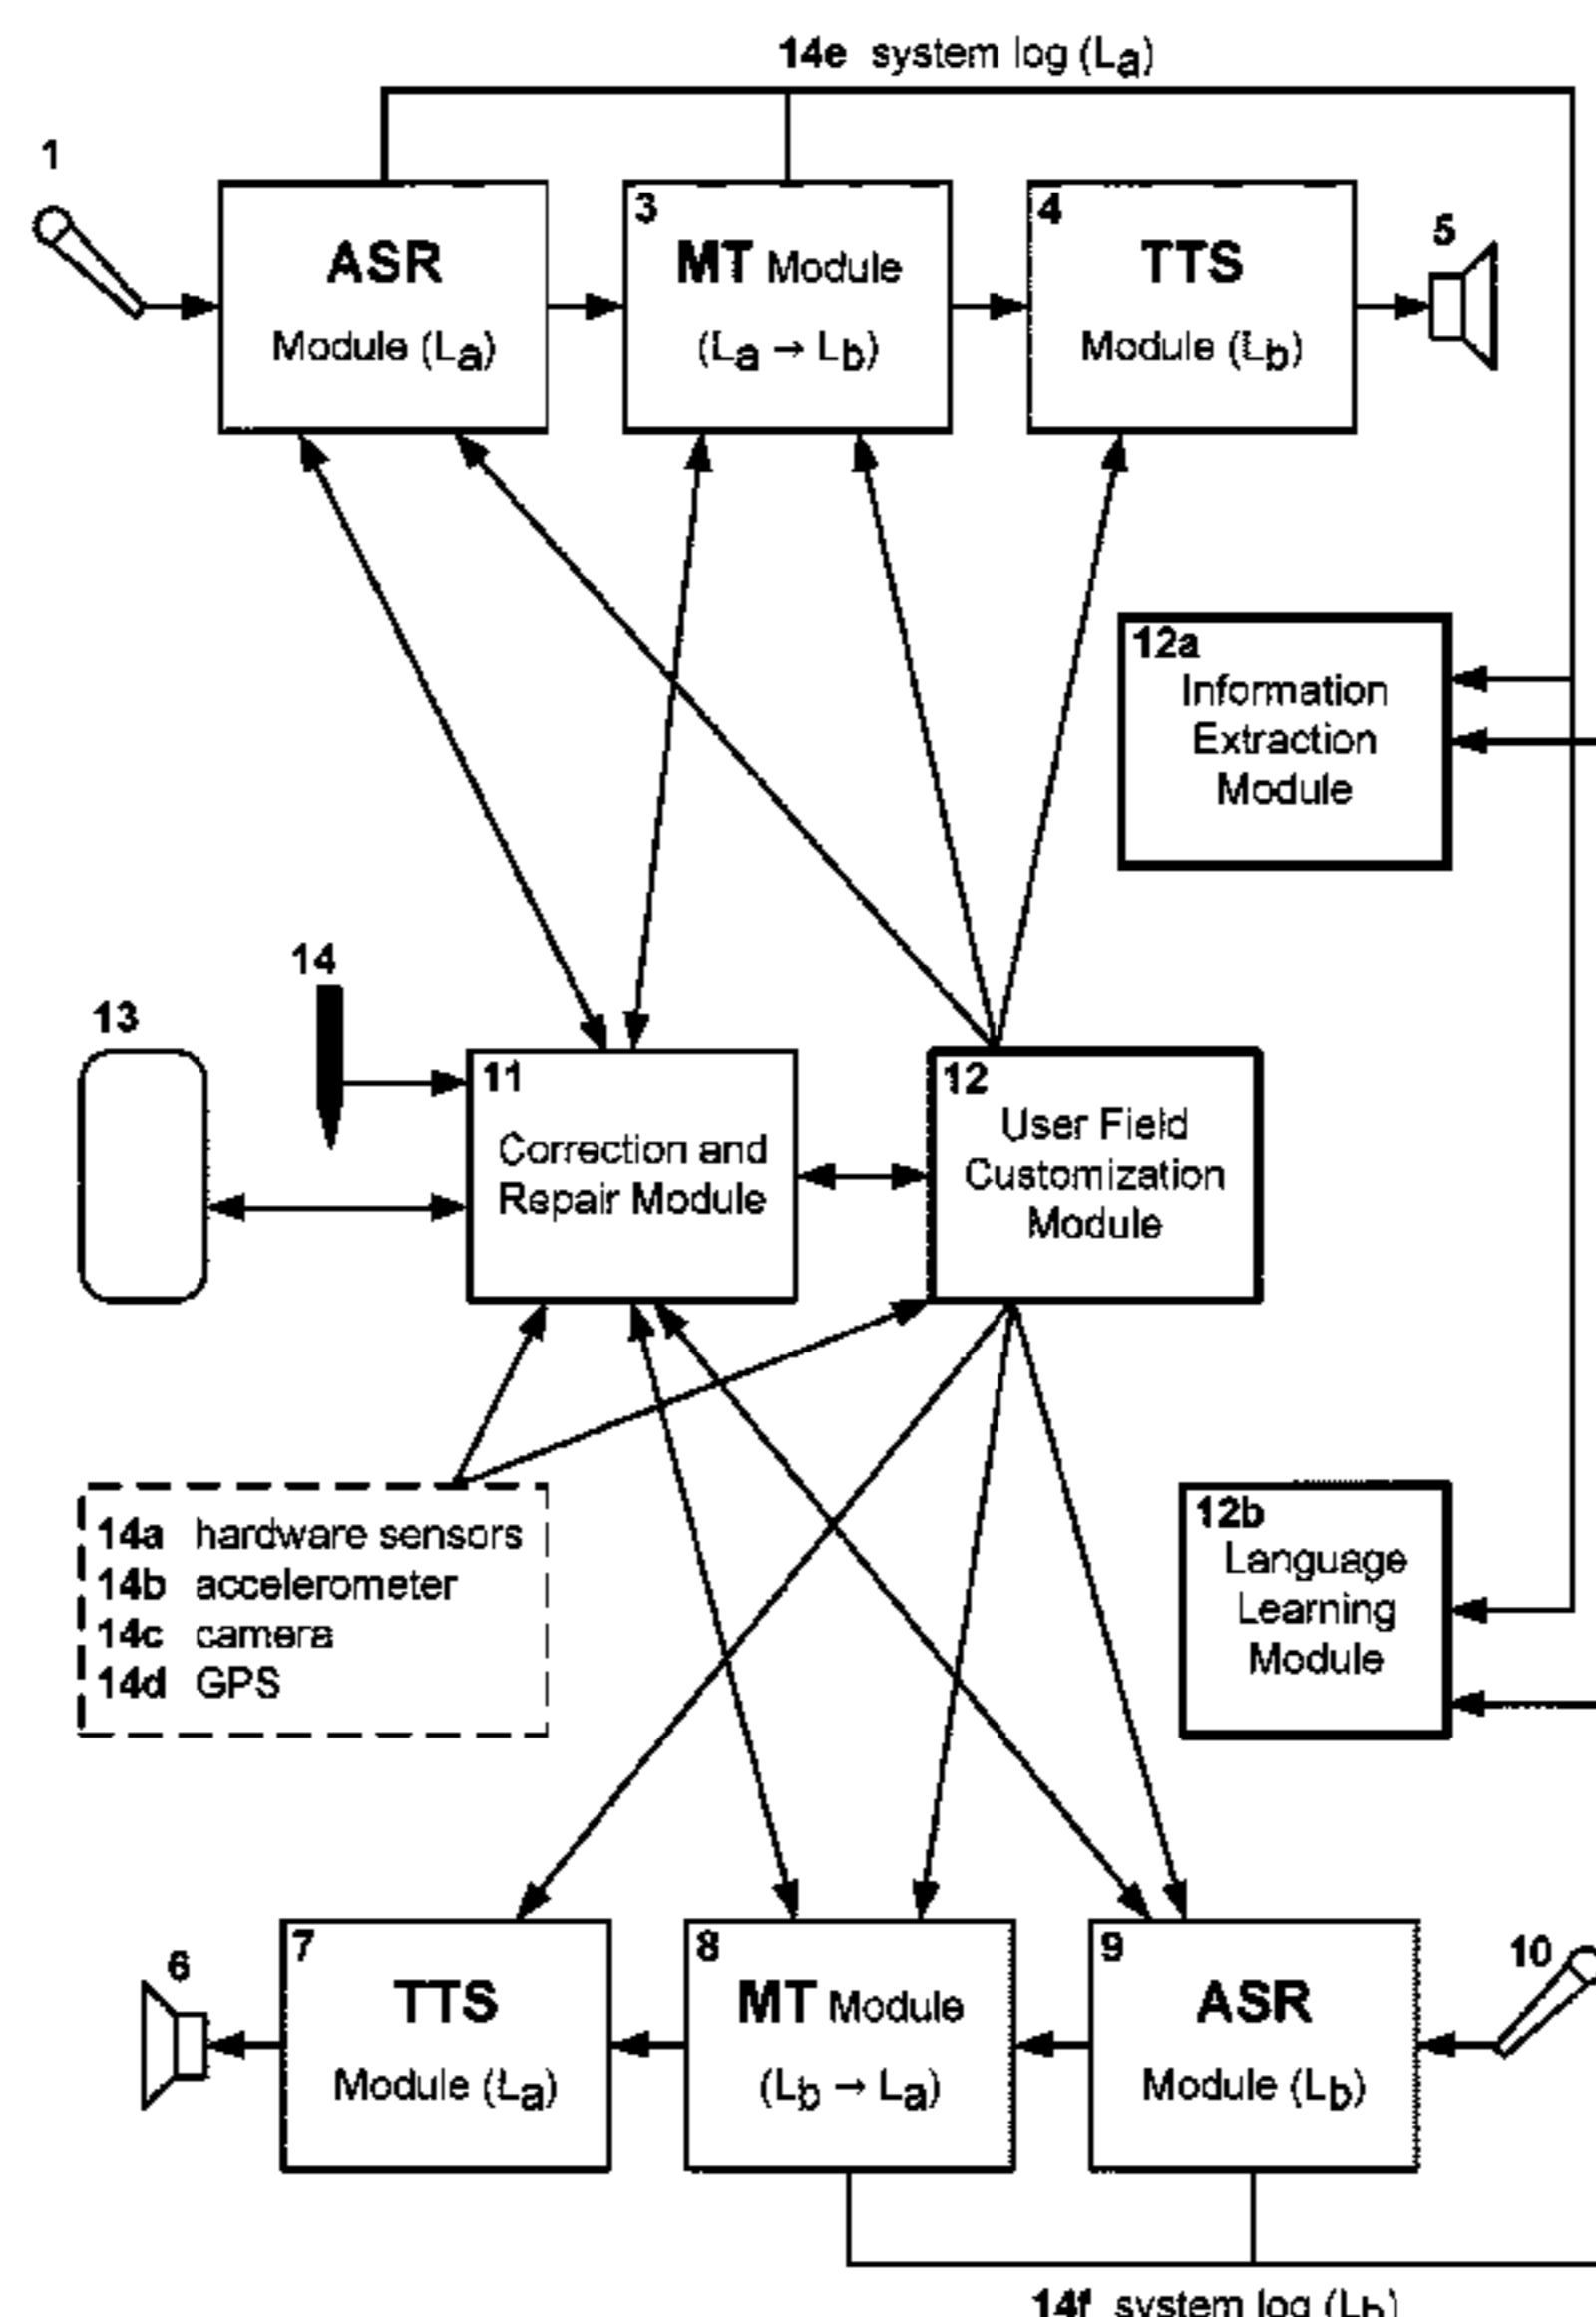 14e system log (La)
1
ASR
Module (La)
3
MT Module
(La → Lb)
4
TTS
Module (Lb)
5
12a
Information
Extraction
Module
14
13
11
Correction and
Repair Module
12
User Field
Customization
Module
14a hardware sensors
14b accelerometer
14c camera
14d GPS
12b
Language
Learning
Module
6
7
TTS
Module (La)
8
MT Module
(Lb → La)
9
ASR
Module (Lb)
10
14f system log (Lb)